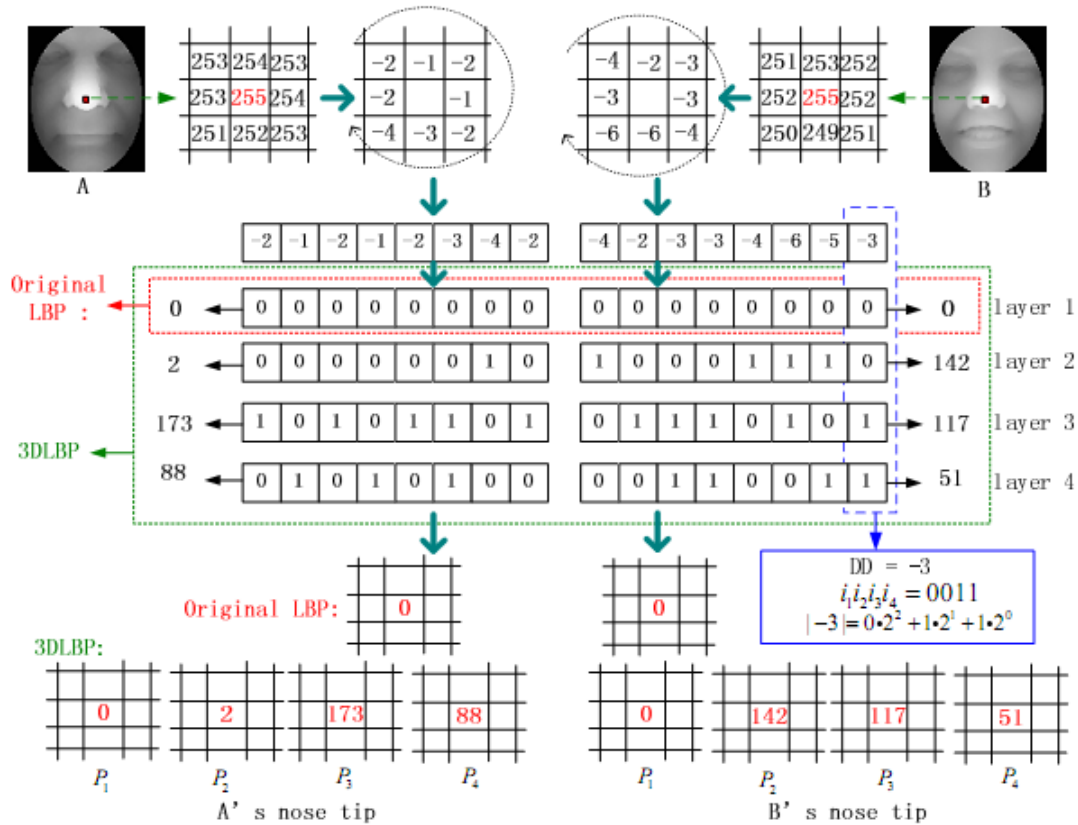 253 254 253 -2 -1 -2 -4 -2 -3 251 253 252
253 255 254 -2 -1 -3 -3 252 255 252
251 252 253 -4 -3 -2 -6 -6 -4 250 249 251
A B
-2 -1 -2 -1 -2 -3 -4 -2 -4 -2 -3 -3 -4 -6 -5 -3
Original
LBP :
0 0 0 0 0 0 0 0 0 0 0 0 0 0 0 0 0 0 layer 1
2 0 0 0 0 0 0 1 0 1 0 0 0 1 1 1 0 142 layer 2
173 1 0 1 0 1 1 0 1 0 1 1 1 0 1 0 1 117 layer 3
3DLBP
88 0 1 0 1 1 0 0 0 0 0 1 1 0 0 1 1 51 layer 4
DD = -3
i₁i₂i₃i₄ = 0011
|-3|= 0•2² +1•2¹ +1•2⁰
Original LBP: 0 0
3DLBP:
0 2 173 88 0 142 117 51
P₁ P₂ P₃ P₄ P₁ P₂ P₃ P₄
A's nose tip B's nose tip